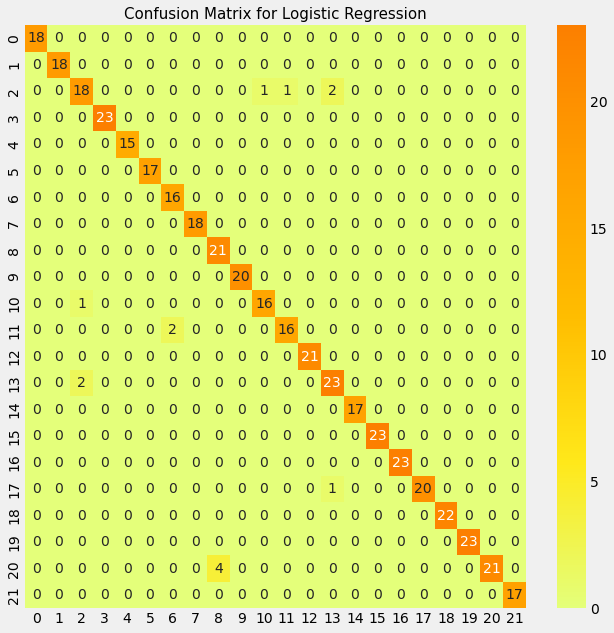 Confusion Matrix for Logistic Regression
0 18 0 0 0 0 0 0 0 0 0 0 0 0 0 0 0 0 0 0 0 0 0
1 0 18 0 0 0 0 0 0 0 0 0 0 0 0 0 0 0 0 0 0 0 0
2 0 0 18 0 0 0 0 0 0 0 1 1 0 2 0 0 0 0 0 0 0 0
3 0 0 0 23 0 0 0 0 0 0 0 0 0 0 0 0 0 0 0 0 0 0
4 0 0 0 0 15 0 0 0 0 0 0 0 0 0 0 0 0 0 0 0 0 0
5 0 0 0 0 0 17 0 0 0 0 0 0 0 0 0 0 0 0 0 0 0 0
6 0 0 0 0 0 0 16 0 0 0 0 0 0 0 0 0 0 0 0 0 0 0
7 0 0 0 0 0 0 0 18 0 0 0 0 0 0 0 0 0 0 0 0 0 0
8 0 0 0 0 0 0 0 0 21 0 0 0 0 0 0 0 0 0 0 0 0 0
9 0 0 0 0 0 0 0 0 0 20 0 0 0 0 0 0 0 0 0 0 0 0
10 0 0 1 0 0 0 0 0 0 0 16 0 0 0 0 0 0 0 0 0 0 0
11 0 0 0 0 0 0 2 0 0 0 0 16 0 0 0 0 0 0 0 0 0 0
12 0 0 0 0 0 0 0 0 0 0 0 0 21 0 0 0 0 0 0 0 0 0
13 0 0 2 0 0 0 0 0 0 0 0 0 0 23 0 0 0 0 0 0 0 0
14 0 0 0 0 0 0 0 0 0 0 0 0 0 0 17 0 0 0 0 0 0 0
15 0 0 0 0 0 0 0 0 0 0 0 0 0 0 0 23 0 0 0 0 0 0
16 0 0 0 0 0 0 0 0 0 0 0 0 0 0 0 0 23 0 0 0 0 0
17 0 0 0 0 0 0 0 0 0 0 0 0 0 1 0 0 0 20 0 0 0 0
18 0 0 0 0 0 0 0 0 0 0 0 0 0 0 0 0 0 0 22 0 0 0
19 0 0 0 0 0 0 0 0 0 0 0 0 0 0 0 0 0 0 0 23 0 0
20 0 0 0 0 0 0 0 0 4 0 0 0 0 0 0 0 0 0 0 0 21 0
21 0 0 0 0 0 0 0 0 0 0 0 0 0 0 0 0 0 0 0 0 0 17
0 1 2 3 4 5 6 7 8 9 10 11 12 13 14 15 16 17 18 19 20 21
20
15
10
5
0